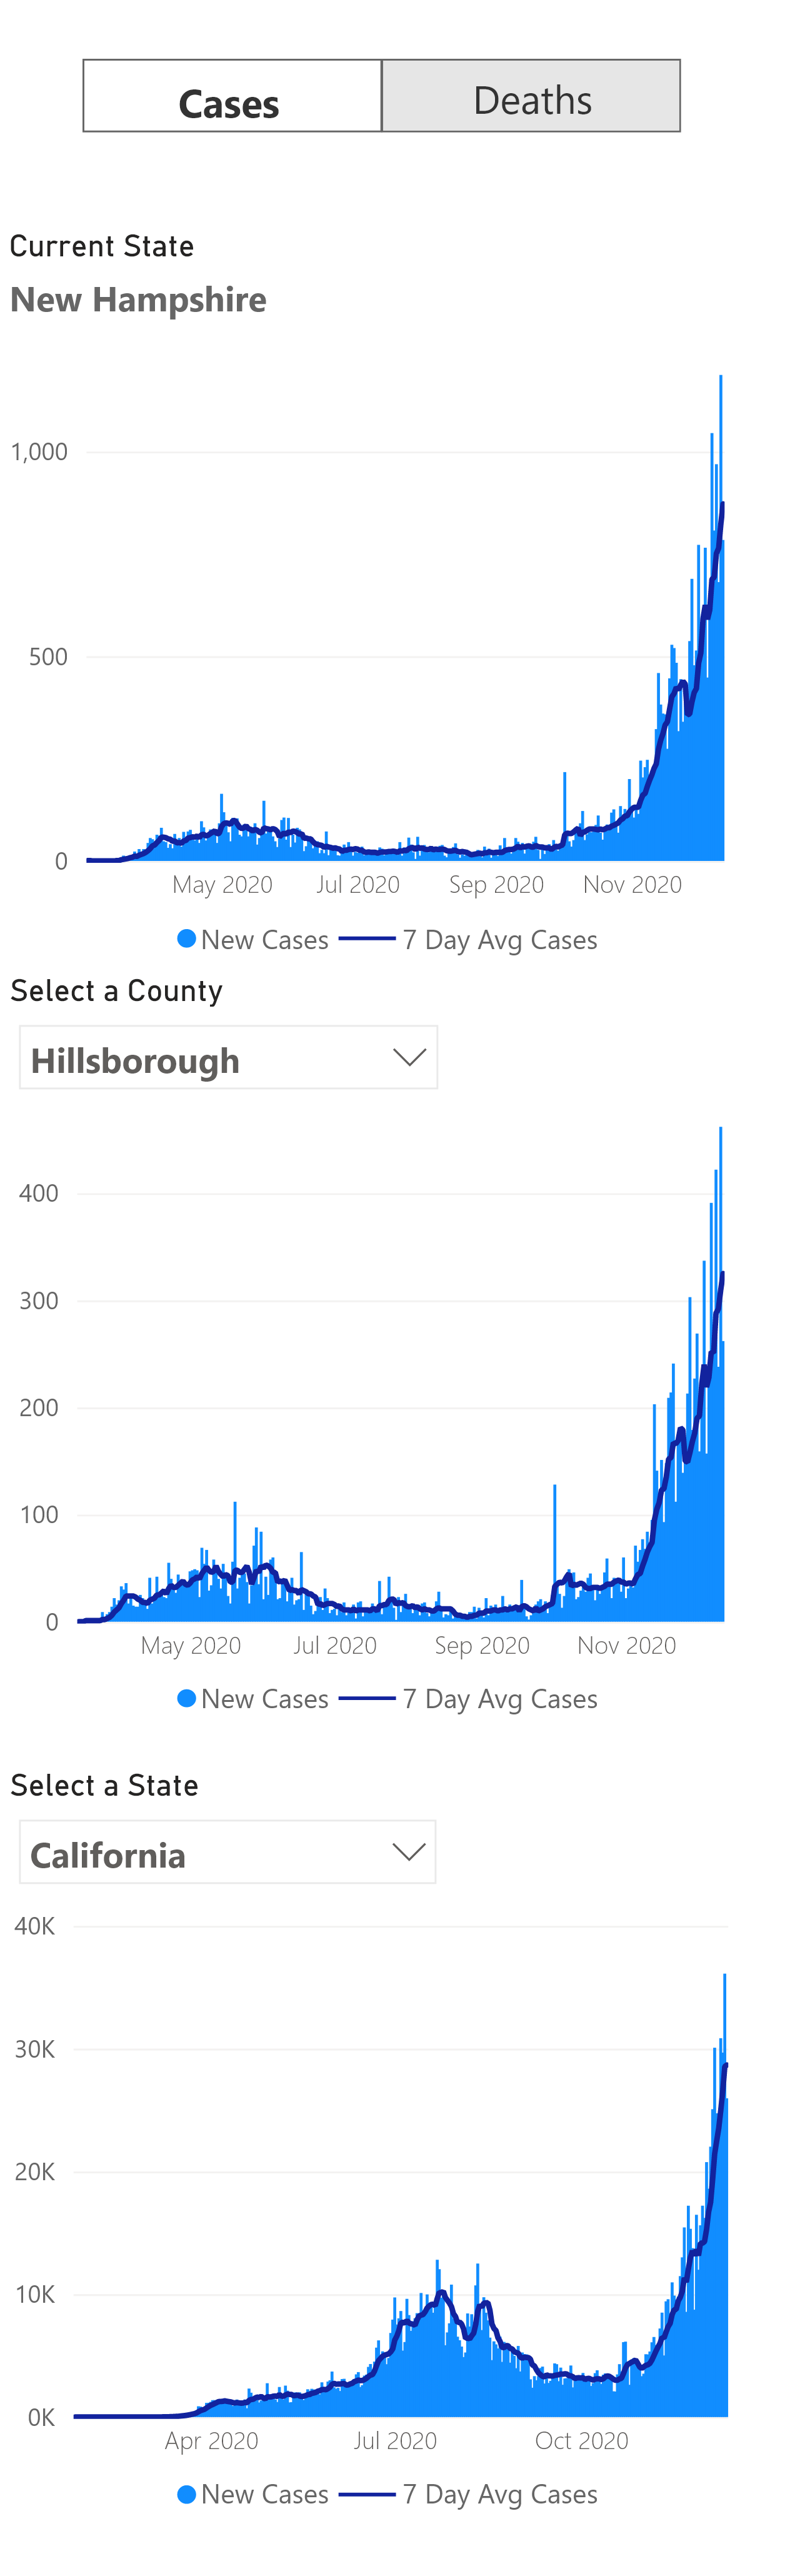 Cases Deaths
Current State
New Hampshire
1,000
500
0
May 2020 Jul 2020 Sep 2020 Nov 2020
New Cases 7 Day Avg Cases
Select a County
Hillsborough
400
300
200
100
0
May 2020 Jul 2020 Sep 2020 Nov 2020
New Cases 7 Day Avg Cases
Select a State
California
40K
30K
20K
10K
0K
Apr 2020 Jul 2020 Oct 2020
New Cases 7 Day Avg Cases